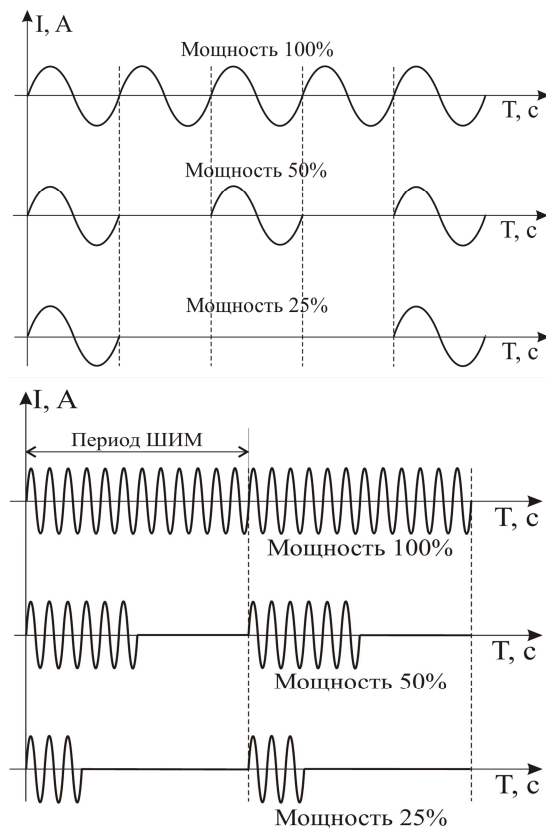 I, A
Мощность 100%
T, c
Мощность 50%
T, c
Мощность 25%
T, c
I, A
Период ШИМ
T, c
Мощность 100%
T, c
Мощность 50%
T, c
Мощность 25%